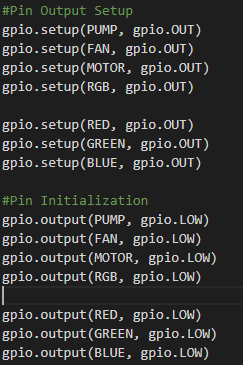 #Pin Output Setup
gpio.setup(PUMP, gpio.OUT)
gpio.setup(FAN, gpio.OUT)
gpio.setup(MOTOR, gpio.OUT)
gpio.setup(RGB, gpio.OUT)
gpio.setup(RED, gpio.OUT)
gpio.setup(GREEN, gpio.OUT)
gpio.setup(BLUE, gpio.OUT)
#Pin Initialization
gpio.output(PUMP, gpio.LOW)
gpio.output(FAN, gpio.LOW)
gpio.output(MOTOR, gpio.LOW)
gpio.output(RGB, gpio.LOW)
gpio.output(RED, gpio.LOW)
gpio.output(GREEN, gpio.LOW)
gpio.output(BLUE, gpio.LOW)